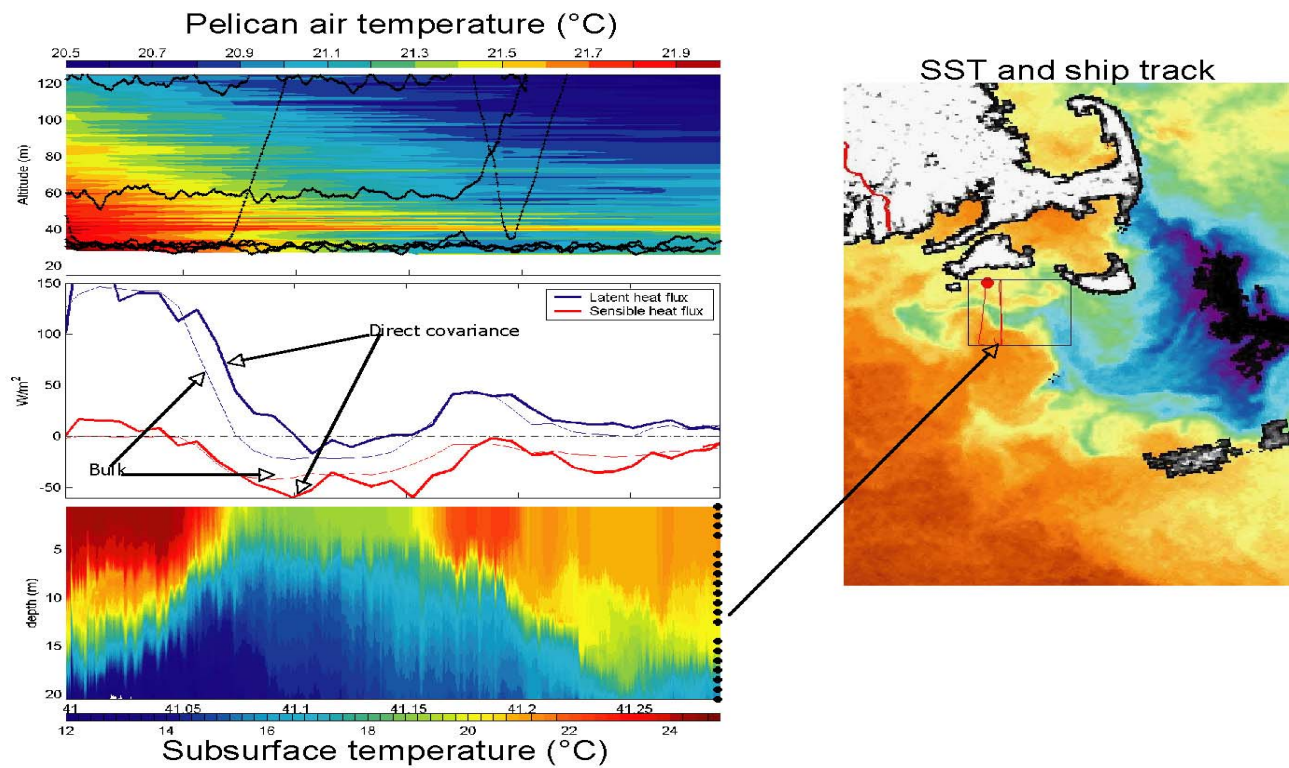 Pelican air temperature (°C)
20.5 20.7 20.9 21.1 21.3 21.5 21.7 21.9
120
100
80
60
40
20
Altitude (m)
150
100
50
0
-50
W/m²
Latent heat flux
Sensible heat flux
Direct covariance
Bulk
5
10
15
20
depth (m)
41 41.05 41.1 41.15 41.2 41.25
12 14 16 18 20 22 24
Subsurface temperature (°C)
SST and ship track